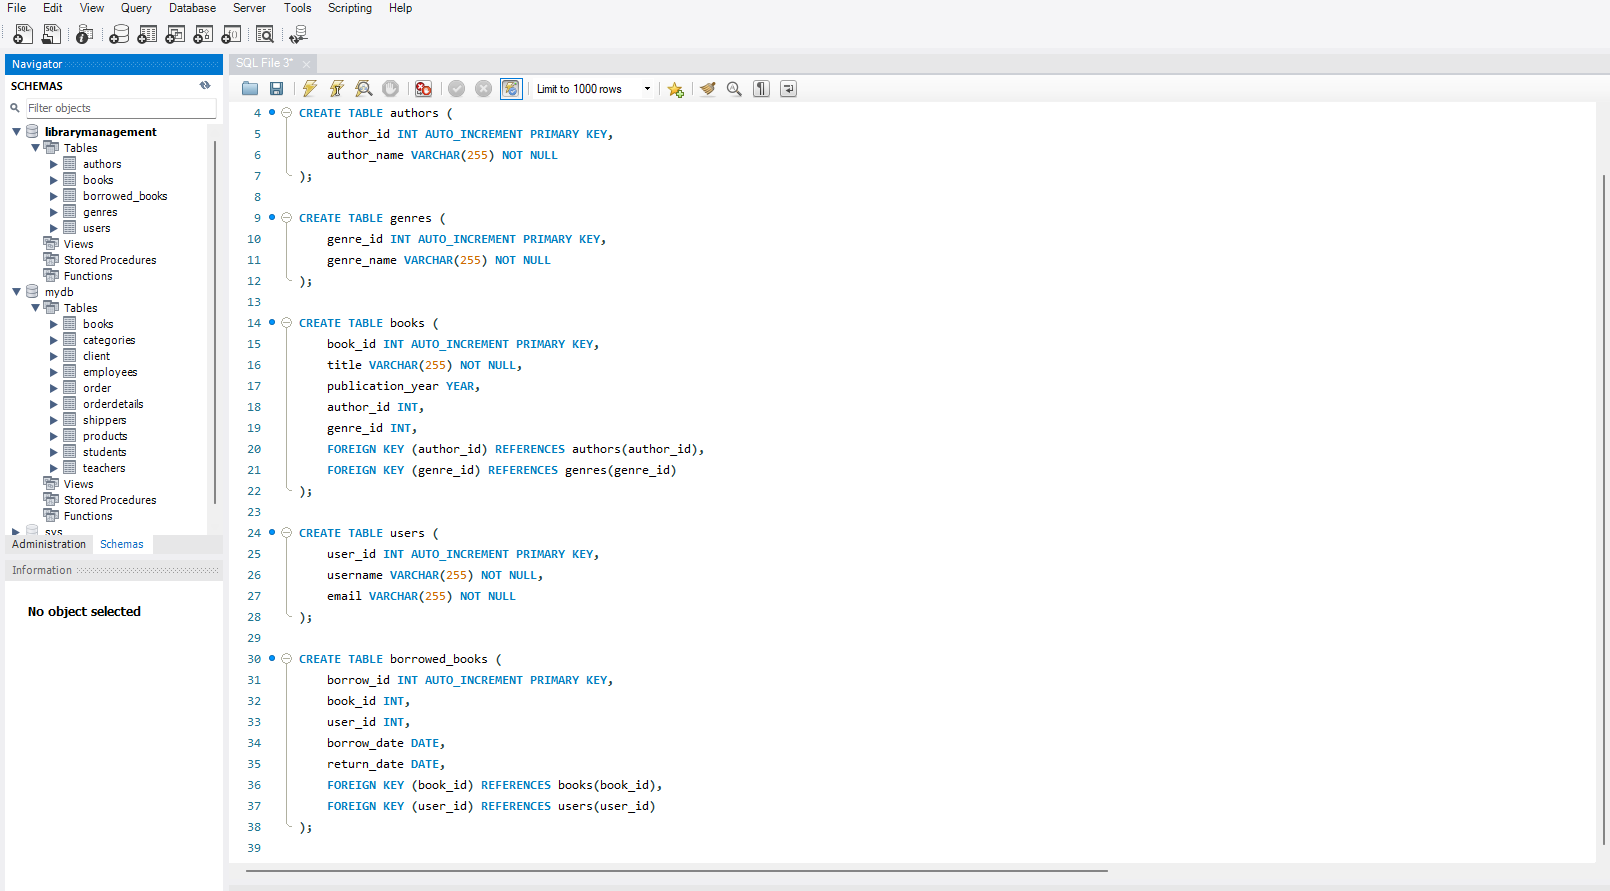 File Edit View Query Database Server Tools Scripting Help
Navigator
SCHEMAS
Filter objects
librarymanagement
Tables
authors
books
borrowed_books
genres
users
Views
Stored Procedures
Functions
mydb
Tables
books
categories
client
employees
order
orderdetails
shippers
products
students
teachers
Views
Stored Procedures
Functions
sys
Administration Schemas
Information
No object selected
SQL File 3*
Limit to 1000 rows
4 CREATE TABLE authors (
5 author_id INT AUTO_INCREMENT PRIMARY KEY,
6 author_name VARCHAR(255) NOT NULL
7 );
8
9 CREATE TABLE genres (
10 genre_id INT AUTO_INCREMENT PRIMARY KEY,
11 genre_name VARCHAR(255) NOT NULL
12 );
13
14 CREATE TABLE books (
15 book_id INT AUTO_INCREMENT PRIMARY KEY,
16 title VARCHAR(255) NOT NULL,
17 publication_year YEAR,
18 author_id INT,
19 genre_id INT,
20 FOREIGN KEY (author_id) REFERENCES authors(author_id),
21 FOREIGN KEY (genre_id) REFERENCES genres(genre_id)
22 );
23
24 CREATE TABLE users (
25 user_id INT AUTO_INCREMENT PRIMARY KEY,
26 username VARCHAR(255) NOT NULL,
27 email VARCHAR(255) NOT NULL
28 );
29
30 CREATE TABLE borrowed_books (
31 borrow_id INT AUTO_INCREMENT PRIMARY KEY,
32 book_id INT,
33 user_id INT,
34 borrow_date DATE,
35 return_date DATE,
36 FOREIGN KEY (book_id) REFERENCES books(book_id),
37 FOREIGN KEY (user_id) REFERENCES users(user_id)
38 );
39